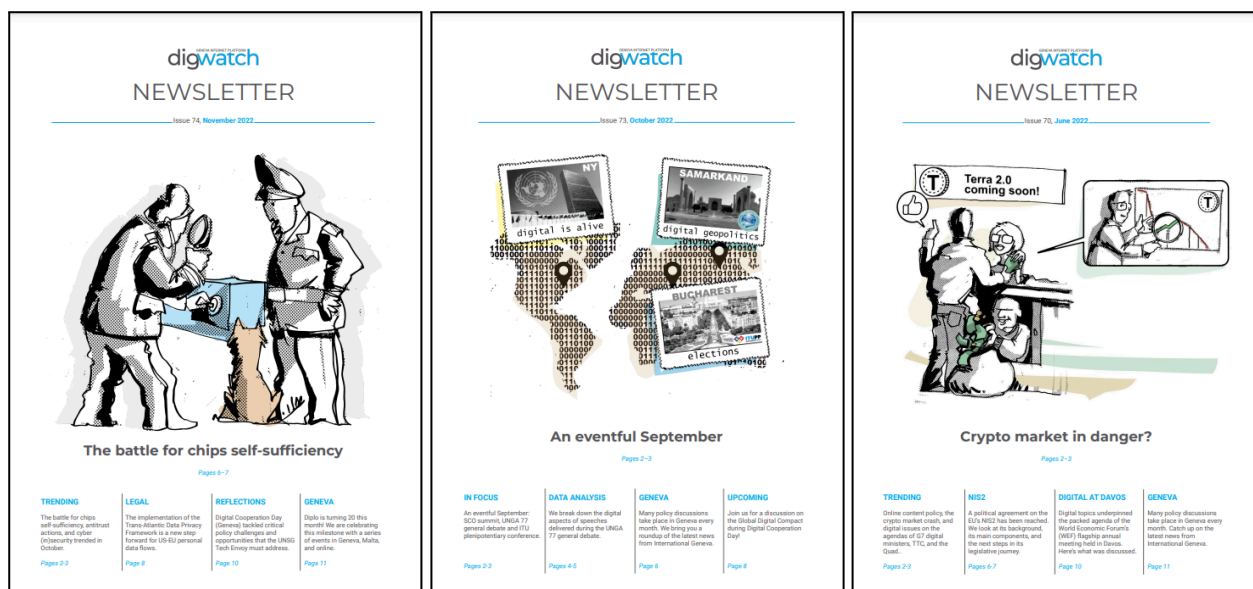 GENEVA INTERNET PLATFORM
digwatch
NEWSLETTER
Issue 74, November 2022
The battle for chips self-sufficiency
Pages 6–7
TRENDING
The battle for chips
self-sufficiency, antitrust
actions, and cyber
(in)security trended in
October.
Pages 2-3
LEGAL
The implementation of the
Trans-Atlantic Data Privacy
Framework is a new step
forward for US-EU personal
data flows.
Page 8
REFLECTIONS
Digital Cooperation Day
(Geneva) tackled critical
policy challenges and
opportunities that the UNSG
Tech Envoy must address.
Page 10
GENEVA
Diplo is turning 20 this
month! We are celebrating
this milestone with a series
of events in Geneva, Malta,
and online.
Page 11
GENEVA INTERNET PLATFORM
digwatch
NEWSLETTER
Issue 73, October 2022
NY
digital is alive
SAMARKAND
digital geopolitics
BUCHAREST
ITUPP
elections
An eventful September
Pages 2–3
IN FOCUS
An eventful September:
SCO summit, UNGA 77
general debate and ITU
plenipotentiary conference.
Pages 2-3
DATA ANALYSIS
We break down the digital
aspects of speeches
delivered during the UNGA
77 general debate.
Pages 4-5
GENEVA
Many policy discussions
take place in Geneva every
month. We bring you a
roundup of the latest news
from International Geneva.
Page 6
UPCOMING
Join us for a discussion on
the Global Digital Compact
during Digital Cooperation
Day!
Page 8
GENEVA INTERNET PLATFORM
digwatch
NEWSLETTER
Issue 70, June 2022
T
Terra 2.0
coming soon!
T
Crypto market in danger?
Pages 2–3
TRENDING
Online content policy, the
crypto market crash, and
digital issues on the
agendas of G7 digital
ministers, TTC, and the
Quad.
Pages 2-3
NIS2
A political agreement on the
EU's NIS2 has been reached.
We look at its background,
its main components, and
the next steps in its
legislative journey.
Pages 6-7
DIGITAL AT DAVOS
Digital topics underpinned
the packed agenda of the
World Economic Forum's
(WEF) flagship annual
meeting held in Davos.
Here's what was discussed.
Page 10
GENEVA
Many policy discussions
take place in Geneva every
month. Catch up on the
latest news from
International Geneva.
Page 11